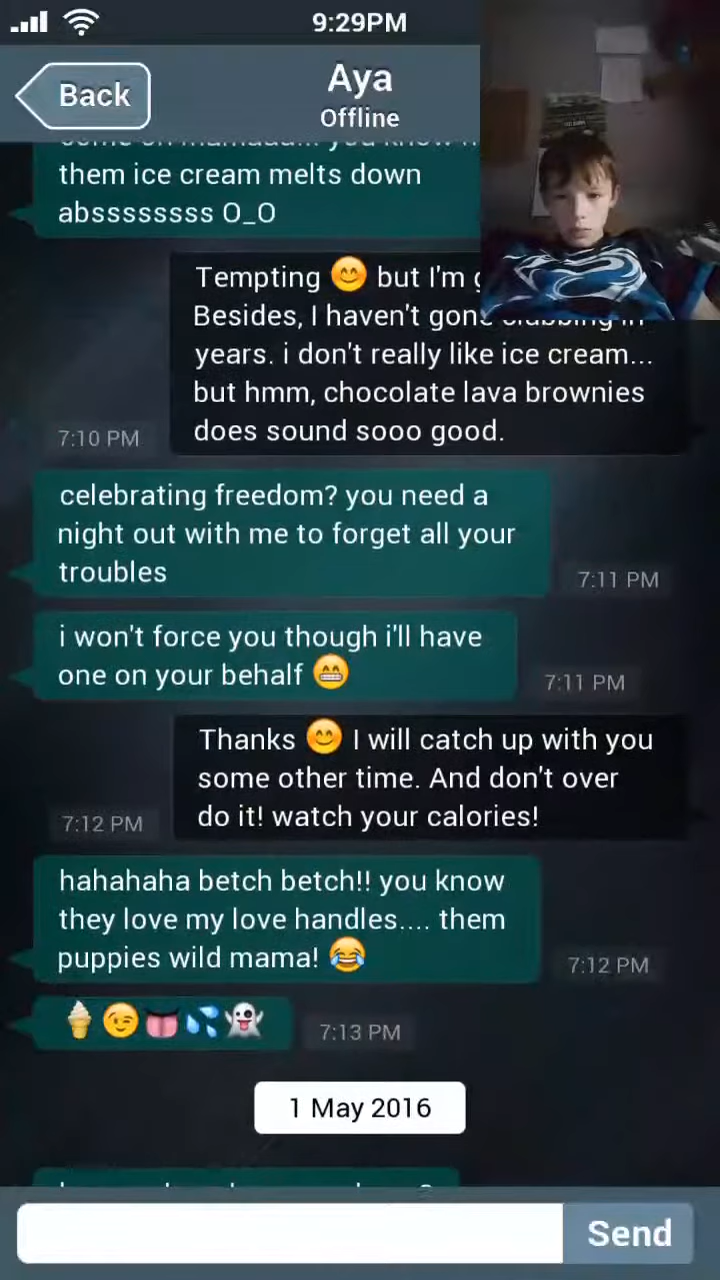 9:29PM
Back
Aya
Offline
them ice cream melts down
abssssssss O_O
Tempting 😊 but I'm
Besides, I haven't gone clubbing in
years. i don't really like ice cream...
but hmm, chocolate lava brownies
does sound sooo good.
7:10 PM
celebrating freedom? you need a
night out with me to forget all your
troubles
7:11 PM
i won't force you though i'll have
one on your behalf 😁
7:11 PM
Thanks 😊 I will catch up with you
some other time. And don't over
do it! watch your calories!
7:12 PM
hahahaha betch betch!! you know
they love my love handles.... them
puppies wild mama! 😂
7:12 PM
🍦😉👅💦👻
7:13 PM
1 May 2016
Send